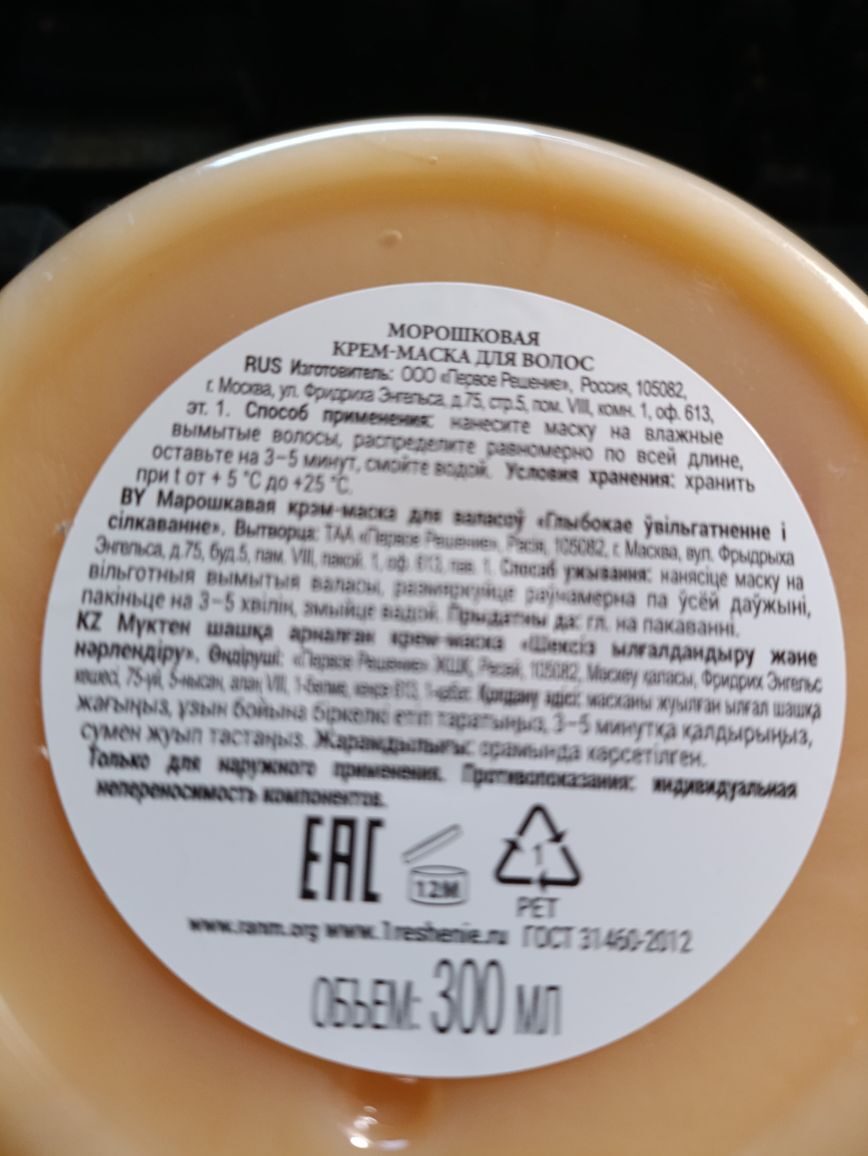 МОРОШКОВАЯ
КРЕМ-МАСКА ДЛЯ ВОЛОС
RUS Изготовитель: ООО «Первое Решение», Россия, 105082,
г. Москва, ул. Фридриха Энгельса, д.75, стр.5, пом. VIII, комн. 1, оф. 613,
эт. 1. Способ применения: нанесите маску на влажные
вымытые волосы, распределите равномерно по всей длине,
оставьте на 3–5 минут, смойте водой. Условия хранения: хранить
при t от + 5 °C до +25 °C.
BY Марошкавая крэм-маска для валасоў «Глыбокае ўвільгатненне і
сілкаванне». Вытворца: ТАА «Первое Решение», Расія, 105082, г. Масква, вул. Фрыдрыха
Энгельса, д.75, буд.5, пам. VIII, пакой. 1, оф. 613, пав. 1. Спосаб ужывання: нанясіце маску на
вільготныя вымытыя валасы, размяркуйце раўнамерна па ўсёй даўжыні,
пакіньце на 3–5 хвілін, змыйце вадой. Прыдатны да: гл. на пакаванні.
KZ Мүктен шашқа арналған крем-маска «Шексіз ылғалдандыру және
нәрлендіру». Өндіруші: «Первое Решение» ЖШҚ, Ресей, 105082, Мәскеу қаласы, Фридрих Энгельс
көшесі, 75-үй, 5-нысан, алаң VIII, 1-бөлме, кеңсе 613, 1-қабат. Қолдану әдісі: масканы жуылған ылғал шашқа
жағыңыз, ұзын бойына біркелкі етіп таратыңыз, 3–5 минутқа қалдырыңыз,
сумен жуып тастаңыз. Жарамдылығы: орамында көрсетілген.
Только для наружного применения. Противопоказания: индивидуальная
непереносимость компонентов.
EAC
12M
1
PET
www.ranm.org www.1reshenie.ru ГОСТ 31460-2012
ОБЪЕМ: 300 МЛ